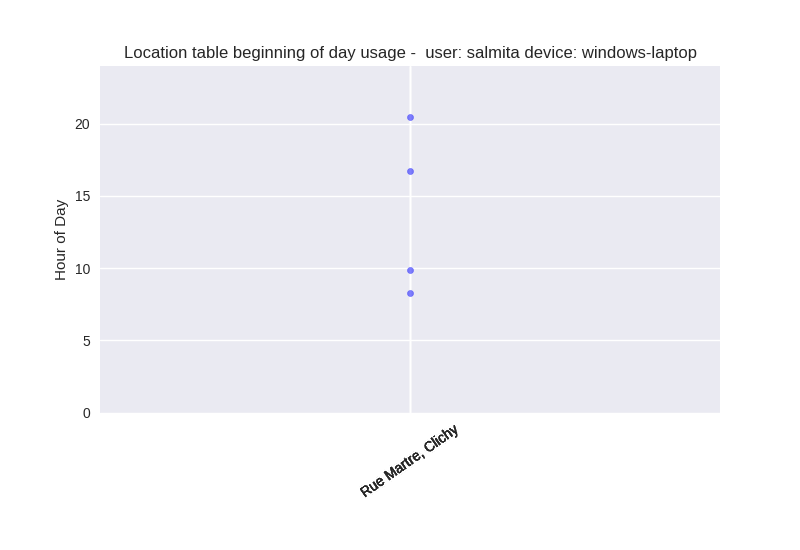 Location table beginning of day usage -  user: salmita device: windows-laptop
20
15
10
5
0
Hour of Day
Rue Martre, Clichy